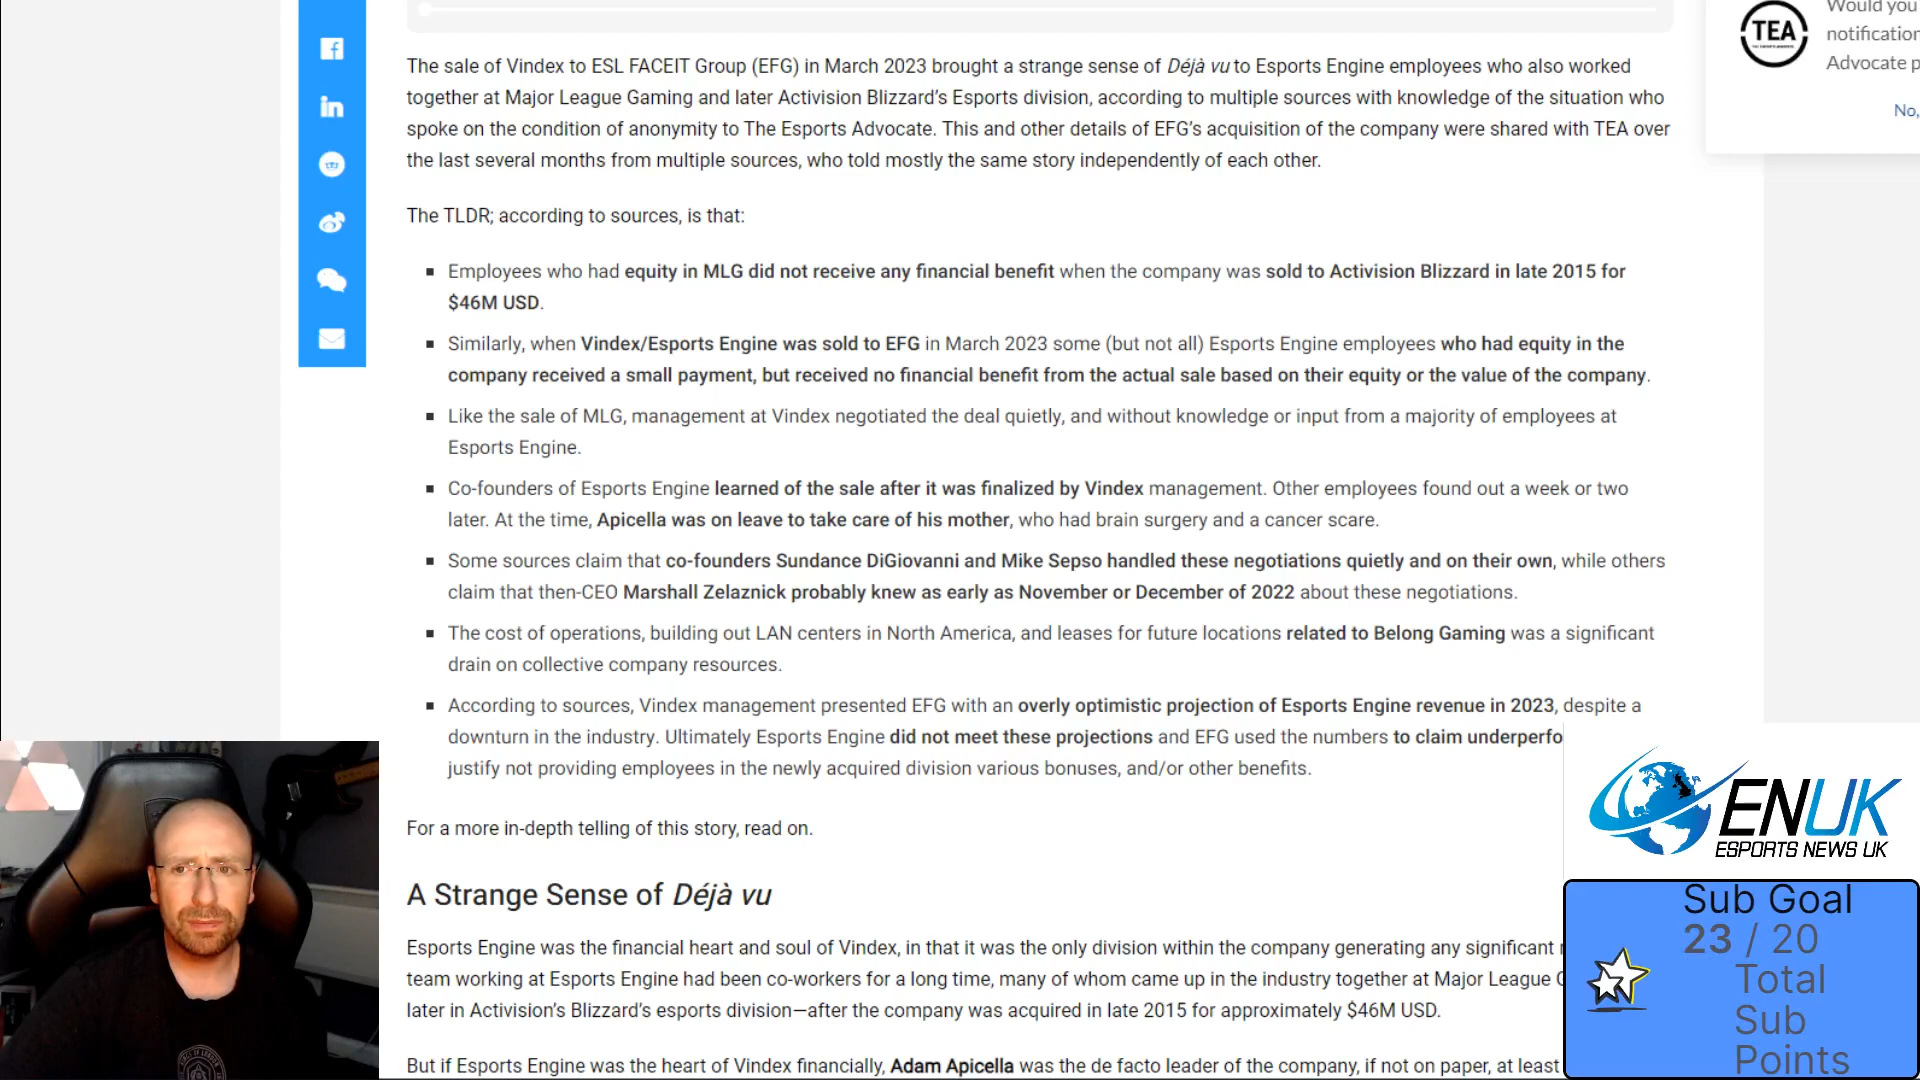 Would you
TEA
notification
Advocate p
No,
The sale of Vindex to ESL FACEIT Group (EFG) in March 2023 brought a strange sense of Déjà vu to Esports Engine employees who also worked
together at Major League Gaming and later Activision Blizzard's Esports division, according to multiple sources with knowledge of the situation who
spoke on the condition of anonymity to The Esports Advocate. This and other details of EFG's acquisition of the company were shared with TEA over
the last several months from multiple sources, who told mostly the same story independently of each other.
The TLDR; according to sources, is that:
Employees who had equity in MLG did not receive any financial benefit when the company was sold to Activision Blizzard in late 2015 for
$46M USD.
Similarly, when Vindex/Esports Engine was sold to EFG in March 2023 some (but not all) Esports Engine employees who had equity in the
company received a small payment, but received no financial benefit from the actual sale based on their equity or the value of the company.
Like the sale of MLG, management at Vindex negotiated the deal quietly, and without knowledge or input from a majority of employees at
Esports Engine.
Co-founders of Esports Engine learned of the sale after it was finalized by Vindex management. Other employees found out a week or two
later. At the time, Apicella was on leave to take care of his mother, who had brain surgery and a cancer scare.
Some sources claim that co-founders Sundance DiGiovanni and Mike Sepso handled these negotiations quietly and on their own, while others
claim that then-CEO Marshall Zelaznick probably knew as early as November or December of 2022 about these negotiations.
The cost of operations, building out LAN centers in North America, and leases for future locations related to Belong Gaming was a significant
drain on collective company resources.
According to sources, Vindex management presented EFG with an overly optimistic projection of Esports Engine revenue in 2023, despite a
downturn in the industry. Ultimately Esports Engine did not meet these projections and EFG used the numbers to claim underperfo
justify not providing employees in the newly acquired division various bonuses, and/or other benefits.
For a more in-depth telling of this story, read on.
A Strange Sense of Déjà vu
Esports Engine was the financial heart and soul of Vindex, in that it was the only division within the company generating any significant
team working at Esports Engine had been co-workers for a long time, many of whom came up in the industry together at Major League
later in Activision's Blizzard's esports division—after the company was acquired in late 2015 for approximately $46M USD.
But if Esports Engine was the heart of Vindex financially, Adam Apicella was the de facto leader of the company, if not on paper, at least
ENUK
ESPORTS NEWS UK
Sub Goal
23 / 20
Total
Sub
Points